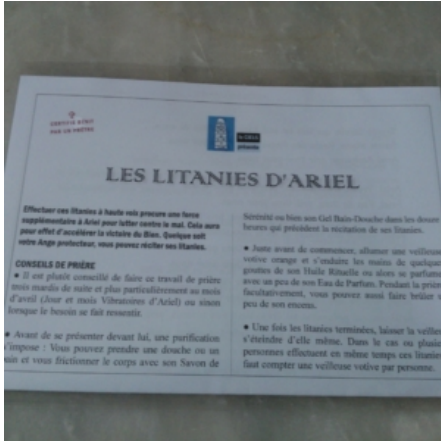 CERTIFIÉ BÉNIT
PAR UN PRÊTRE
présente
LES LITANIES D'ARIEL
Effectuer ces litanies à haute voix procure une force
supplémentaire à Ariel pour lutter contre le mal. Cela aura
pour effet d'accélérer la victoire du Bien. Quelque soit
votre Ange protecteur, vous pouvez réciter ses litanies.
CONSEILS DE PRIÈRE
• Il est plutôt conseillé de faire ce travail de prière
trois mardis de suite et plus particulièrement au mois
d'avril (Jour et mois Vibratoires d'Ariel) ou sinon
lorsque le besoin se fait ressentir.
• Avant de se présenter devant lui, une purification
s'impose : Vous pouvez prendre une douche ou un
bain et vous frictionner le corps avec son Savon de
Sérénité ou bien son Gel Bain-Douche dans les douze
heures qui précèdent la récitation de ses litanies.
• Juste avant de commencer, allumer une veilleuse
votive orange et s'enduire les mains de quelques
gouttes de son Huile Rituelle ou alors se parfumer
avec un peu de son Eau de Parfum. Pendant la prière
facultativement, vous pouvez aussi faire brûler un
peu de son encens.
• Une fois les litanies terminées, laisser la veilleuse
s'éteindre d'elle même. Dans le cas ou plusieurs
personnes effectuent en même temps ces litanies
faut compter une veilleuse votive par personne.